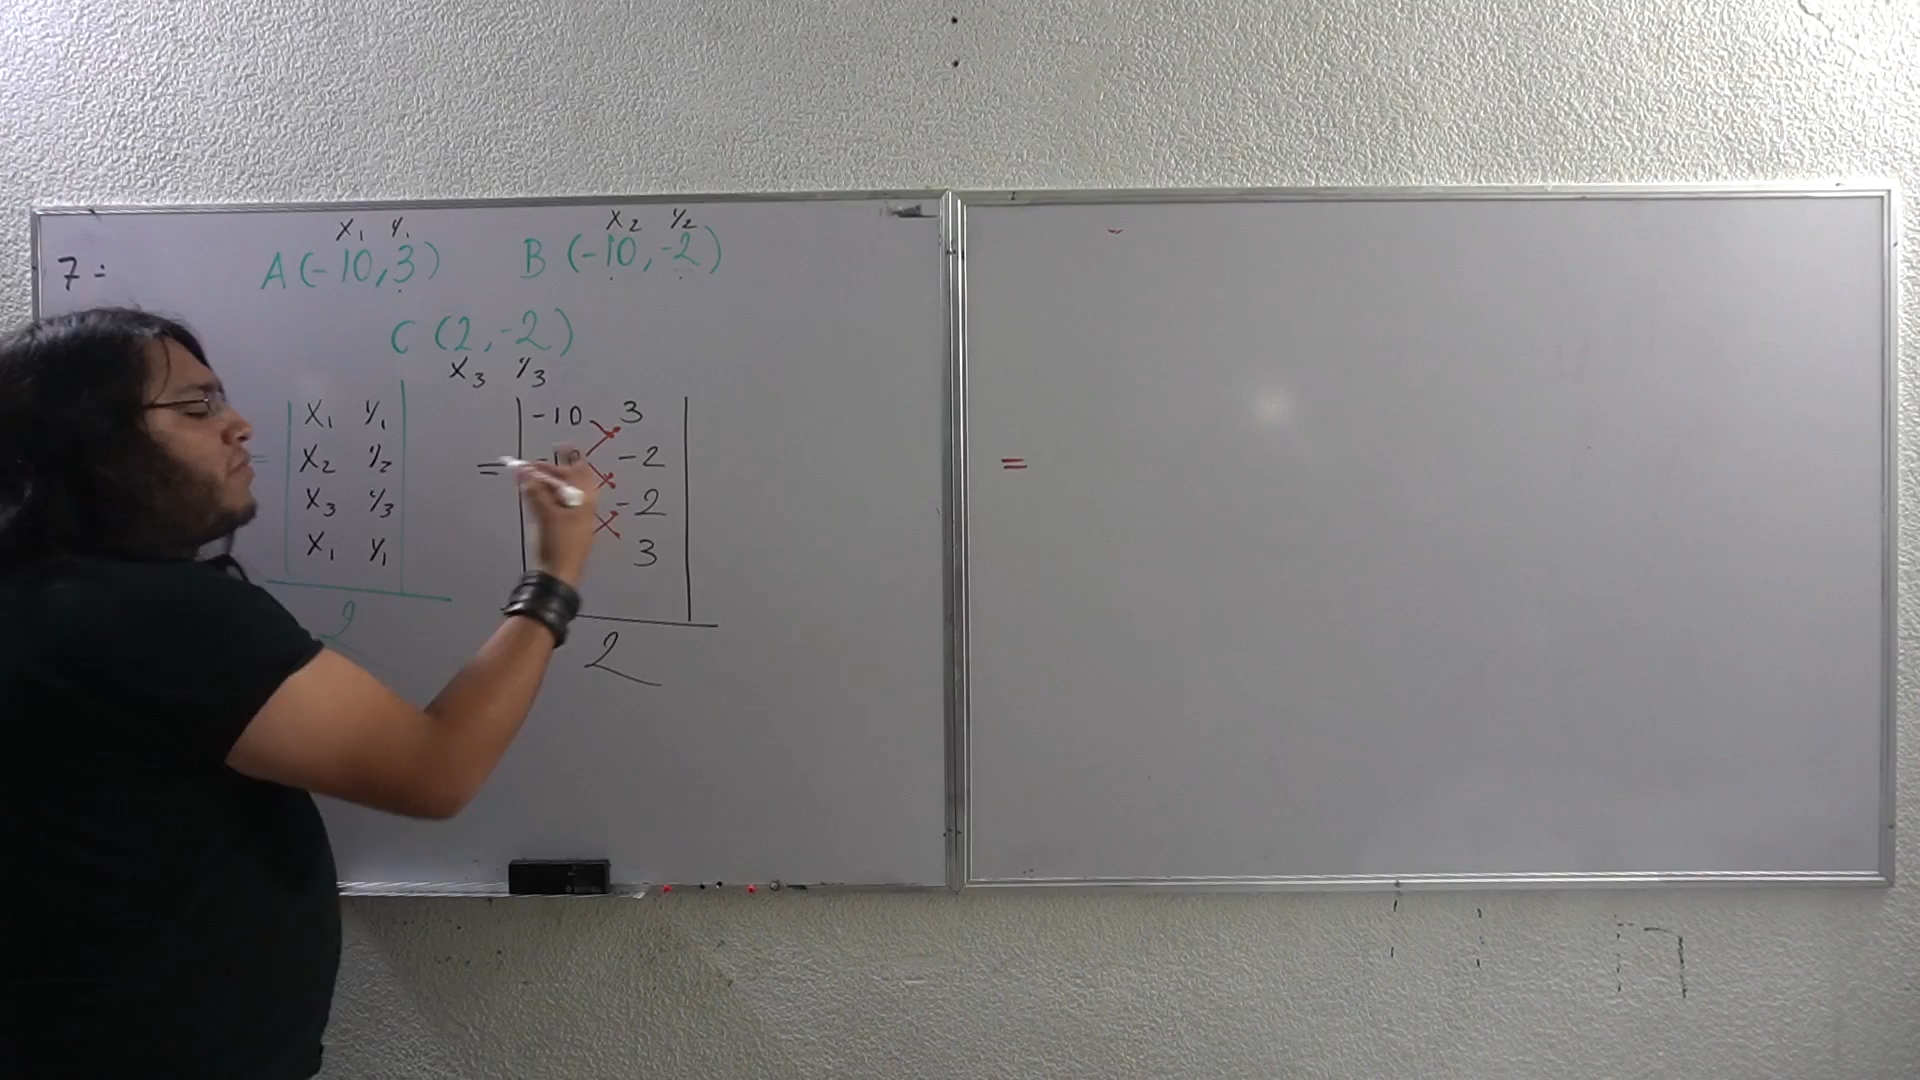 X₁ Y₁ X₂ Y₂
7: A(-10,3) B(-10,-2)
C(2,-2)
X₃ Y₃
= | X₁ Y₁ | = | -10 3 |
X₂ Y₂ -10 -2
X₃ Y₃ -2
X₁ Y₁ 3
2 2
=